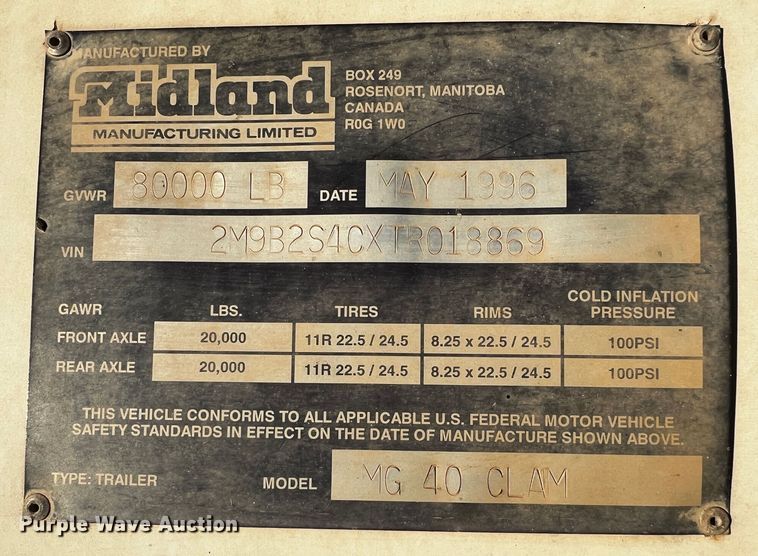 MANUFACTURED BY
Midland
MANUFACTURING LIMITED
BOX 249
ROSENORT, MANITOBA
CANADA
R0G 1W0
GVWR 80000 LB DATE MAY 1996
VIN 2M9B2S4CXTR018869
GAWR LBS. TIRES RIMS COLD INFLATION PRESSURE
FRONT AXLE 20,000 11R 22.5 / 24.5 8.25 x 22.5 / 24.5 100PSI
REAR AXLE 20,000 11R 22.5 / 24.5 8.25 x 22.5 / 24.5 100PSI
THIS VEHICLE CONFORMS TO ALL APPLICABLE U.S. FEDERAL MOTOR VEHICLE
SAFETY STANDARDS IN EFFECT ON THE DATE OF MANUFACTURE SHOWN ABOVE.
TYPE: TRAILER MODEL MG 40 CLAM
Purple Wave Auction